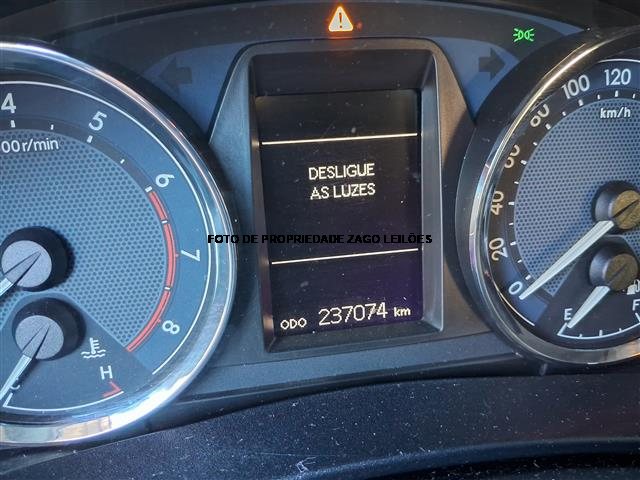 4
5
6
7
8
00r/min
H
DESLIGUE
AS LUZES
FOTO DE PROPRIEDADE ZAGO LEILÕES
ODO 237074 km
0
20
40
60
80
100
120
km/h
E